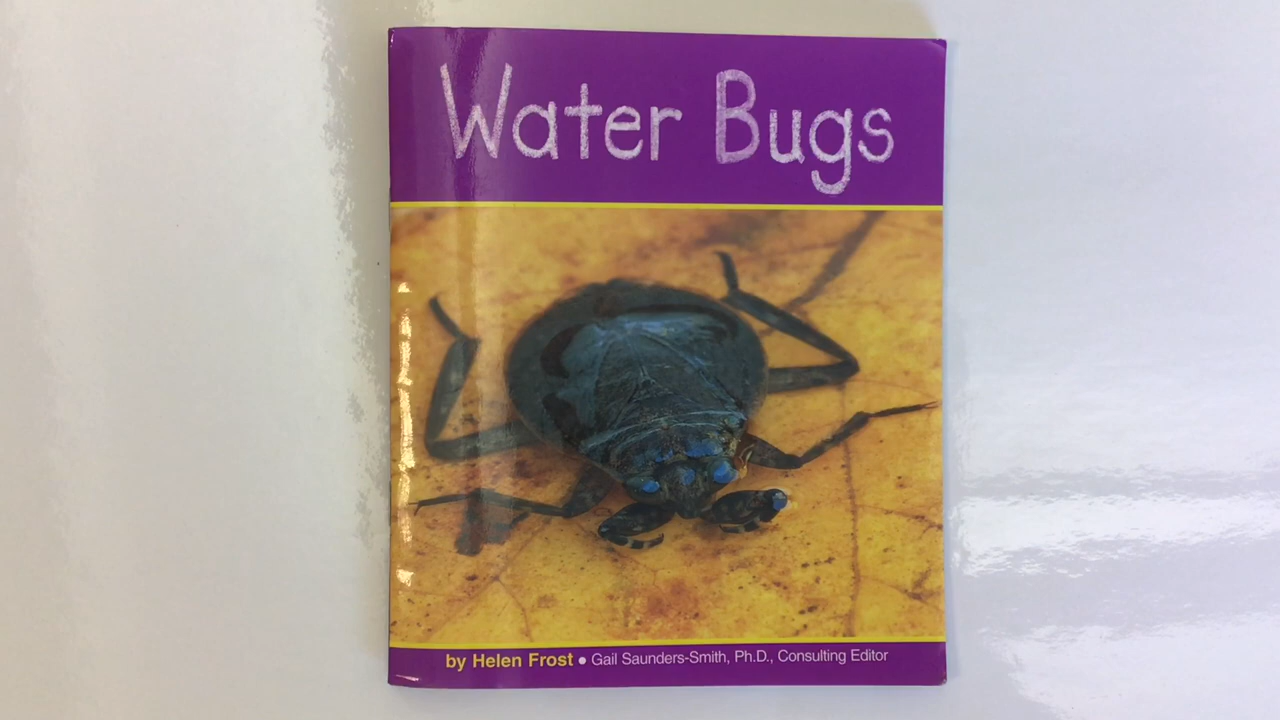 Water Bugs
by Helen Frost ● Gail Saunders-Smith, Ph.D., Consulting Editor